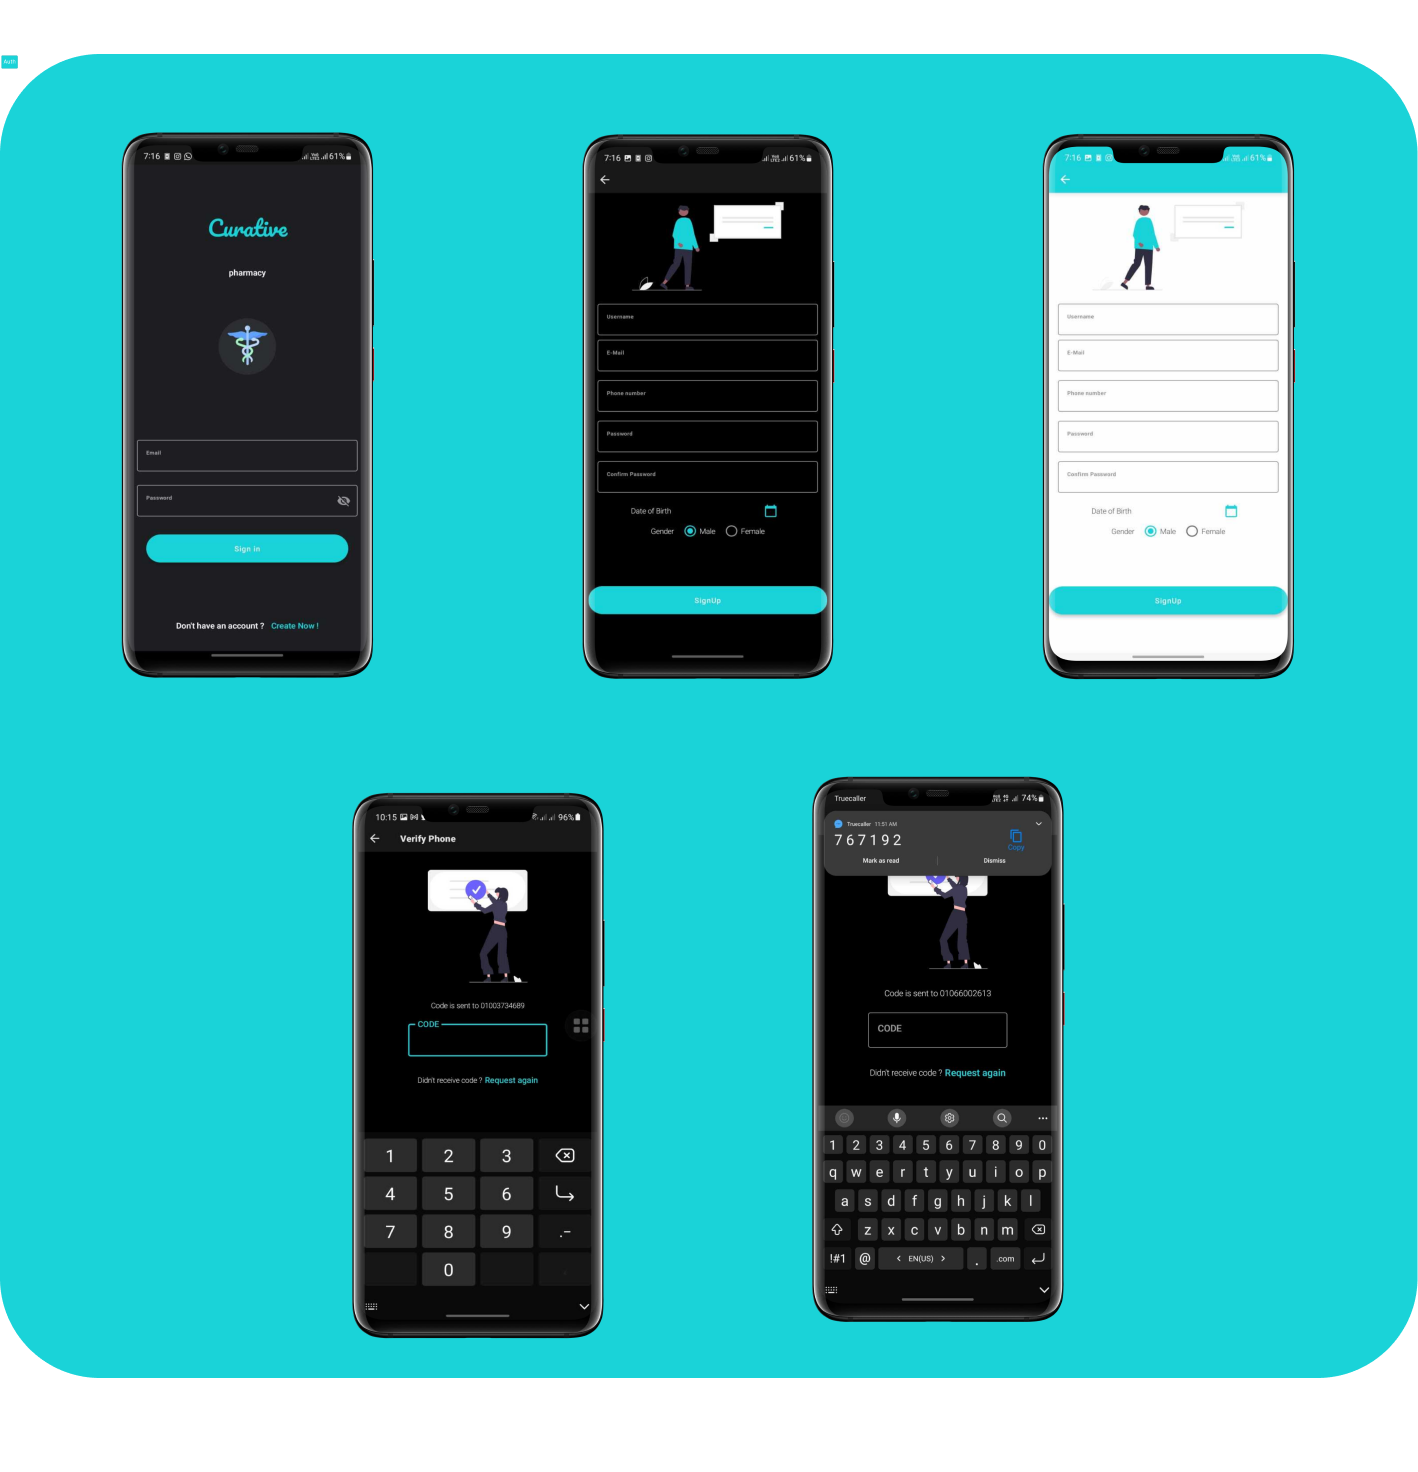 Auth
7:16
61%
Curative
pharmacy
Email
Password
Sign in
Don't have an account ? Create Now !
7:16
61%
Username
E-Mail
Phone number
Password
Confirm Password
Date of Birth
Gender Male Female
SignUp
7:16
61%
Username
E-Mail
Phone number
Password
Confirm Password
Date of Birth
Gender Male Female
SignUp
10:15
96%
Verify Phone
Code is sent to 01003734689
CODE
Didn't receive code ? Request again
1 2 3
4 5 6
7 8 9 .-
0
Truecaller
74%
Truecaller 11:51 AM
767192
Copy
Mark as read Dismiss
Code is sent to 01066002613
CODE
Didn't receive code ? Request again
1 2 3 4 5 6 7 8 9 0
q w e r t y u i o p
a s d f g h j k l
z x c v b n m
!#1 @ < EN(US) > . .com